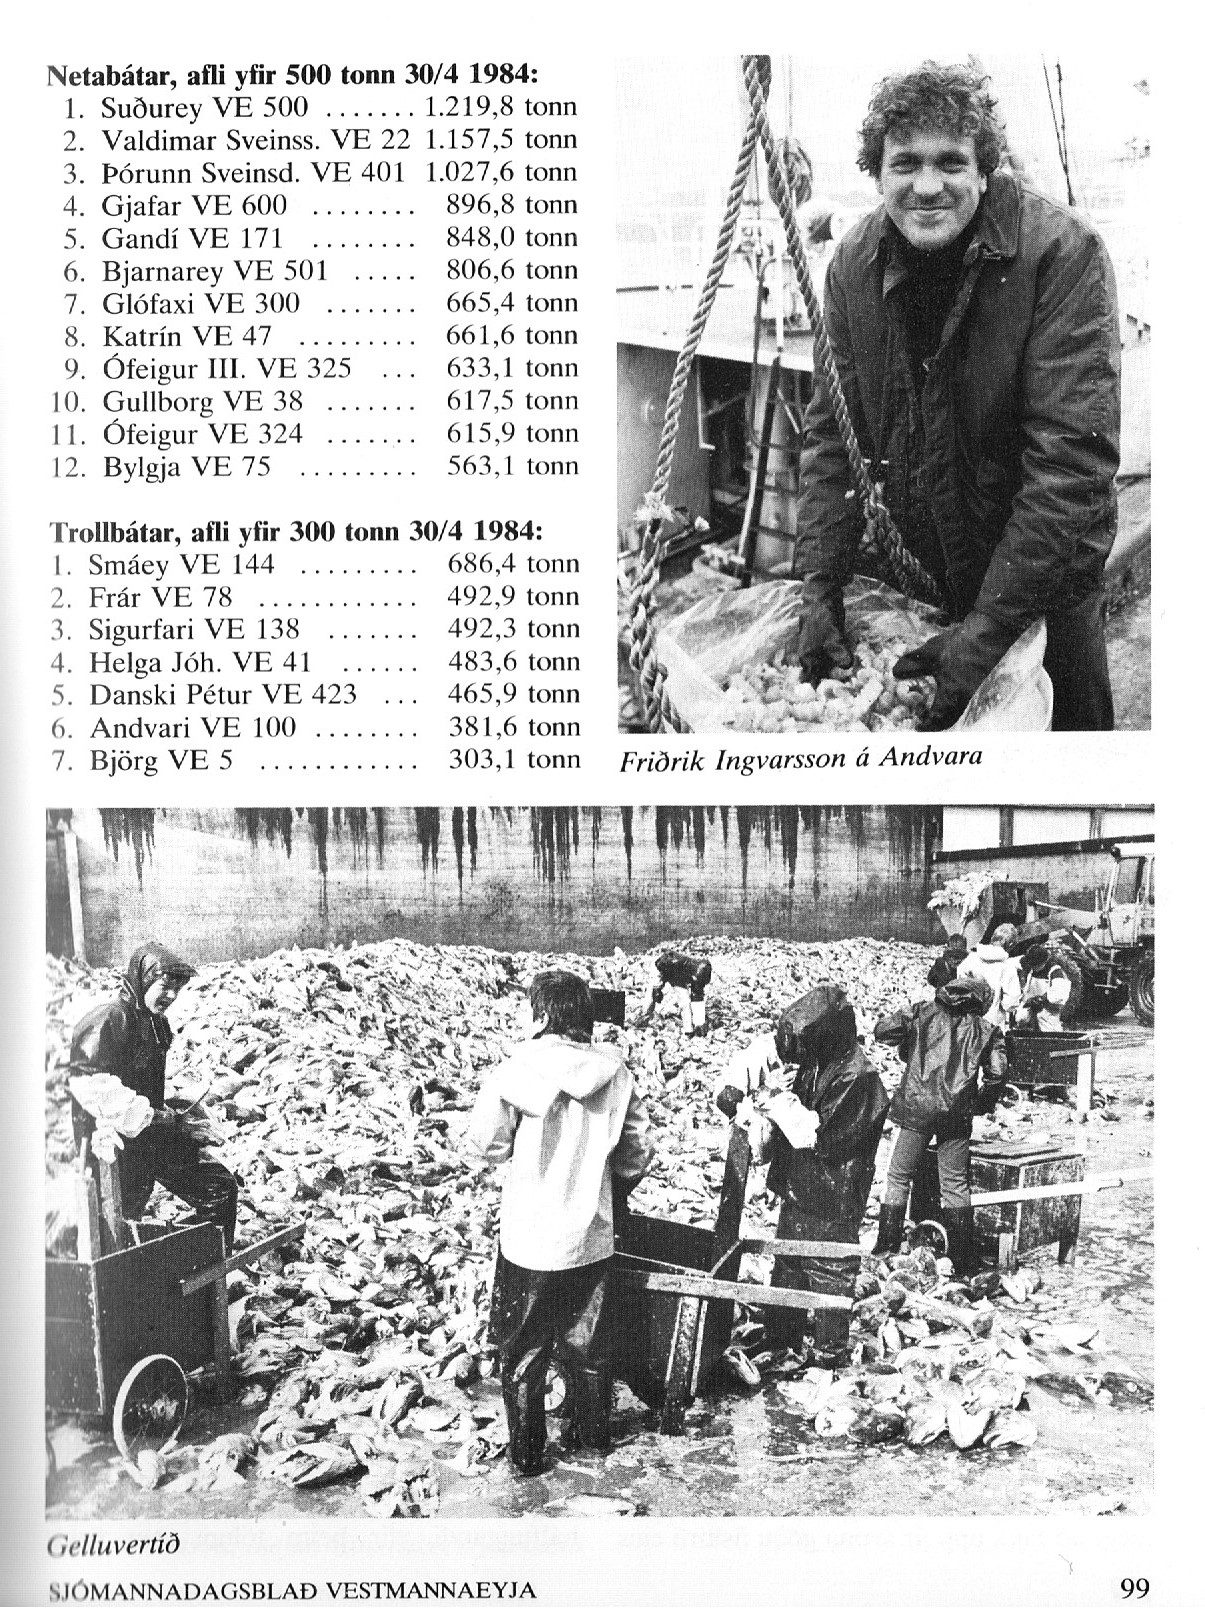 Netabátar, afli yfir 500 tonn 30/4 1984:
1. Suðurey VE 500 ....... 1.219,8 tonn
2. Valdimar Sveinss. VE 22 1.157,5 tonn
3. Þórunn Sveinsd. VE 401 1.027,6 tonn
4. Gjafar VE 600 ........ 896,8 tonn
5. Gandí VE 171 ........ 848,0 tonn
6. Bjarnarey VE 501 ..... 806,6 tonn
7. Glófaxi VE 300 ....... 665,4 tonn
8. Katrín VE 47 ......... 661,6 tonn
9. Ófeigur III. VE 325 ... 633,1 tonn
10. Gullborg VE 38 ....... 617,5 tonn
11. Ófeigur VE 324 ....... 615,9 tonn
12. Bylgja VE 75 ......... 563,1 tonn
Trollbátar, afli yfir 300 tonn 30/4 1984:
1. Smáey VE 144 ......... 686,4 tonn
2. Frár VE 78 ............ 492,9 tonn
3. Sigurfari VE 138 ....... 492,3 tonn
4. Helga Jóh. VE 41 ...... 483,6 tonn
5. Danski Pétur VE 423 ... 465,9 tonn
6. Andvari VE 100 ........ 381,6 tonn
7. Björg VE 5 ............ 303,1 tonn
Friðrik Ingvarsson á Andvara
Gelluvertíð
SJÓMANNADAGSBLAÐ VESTMANNAEYJA 99